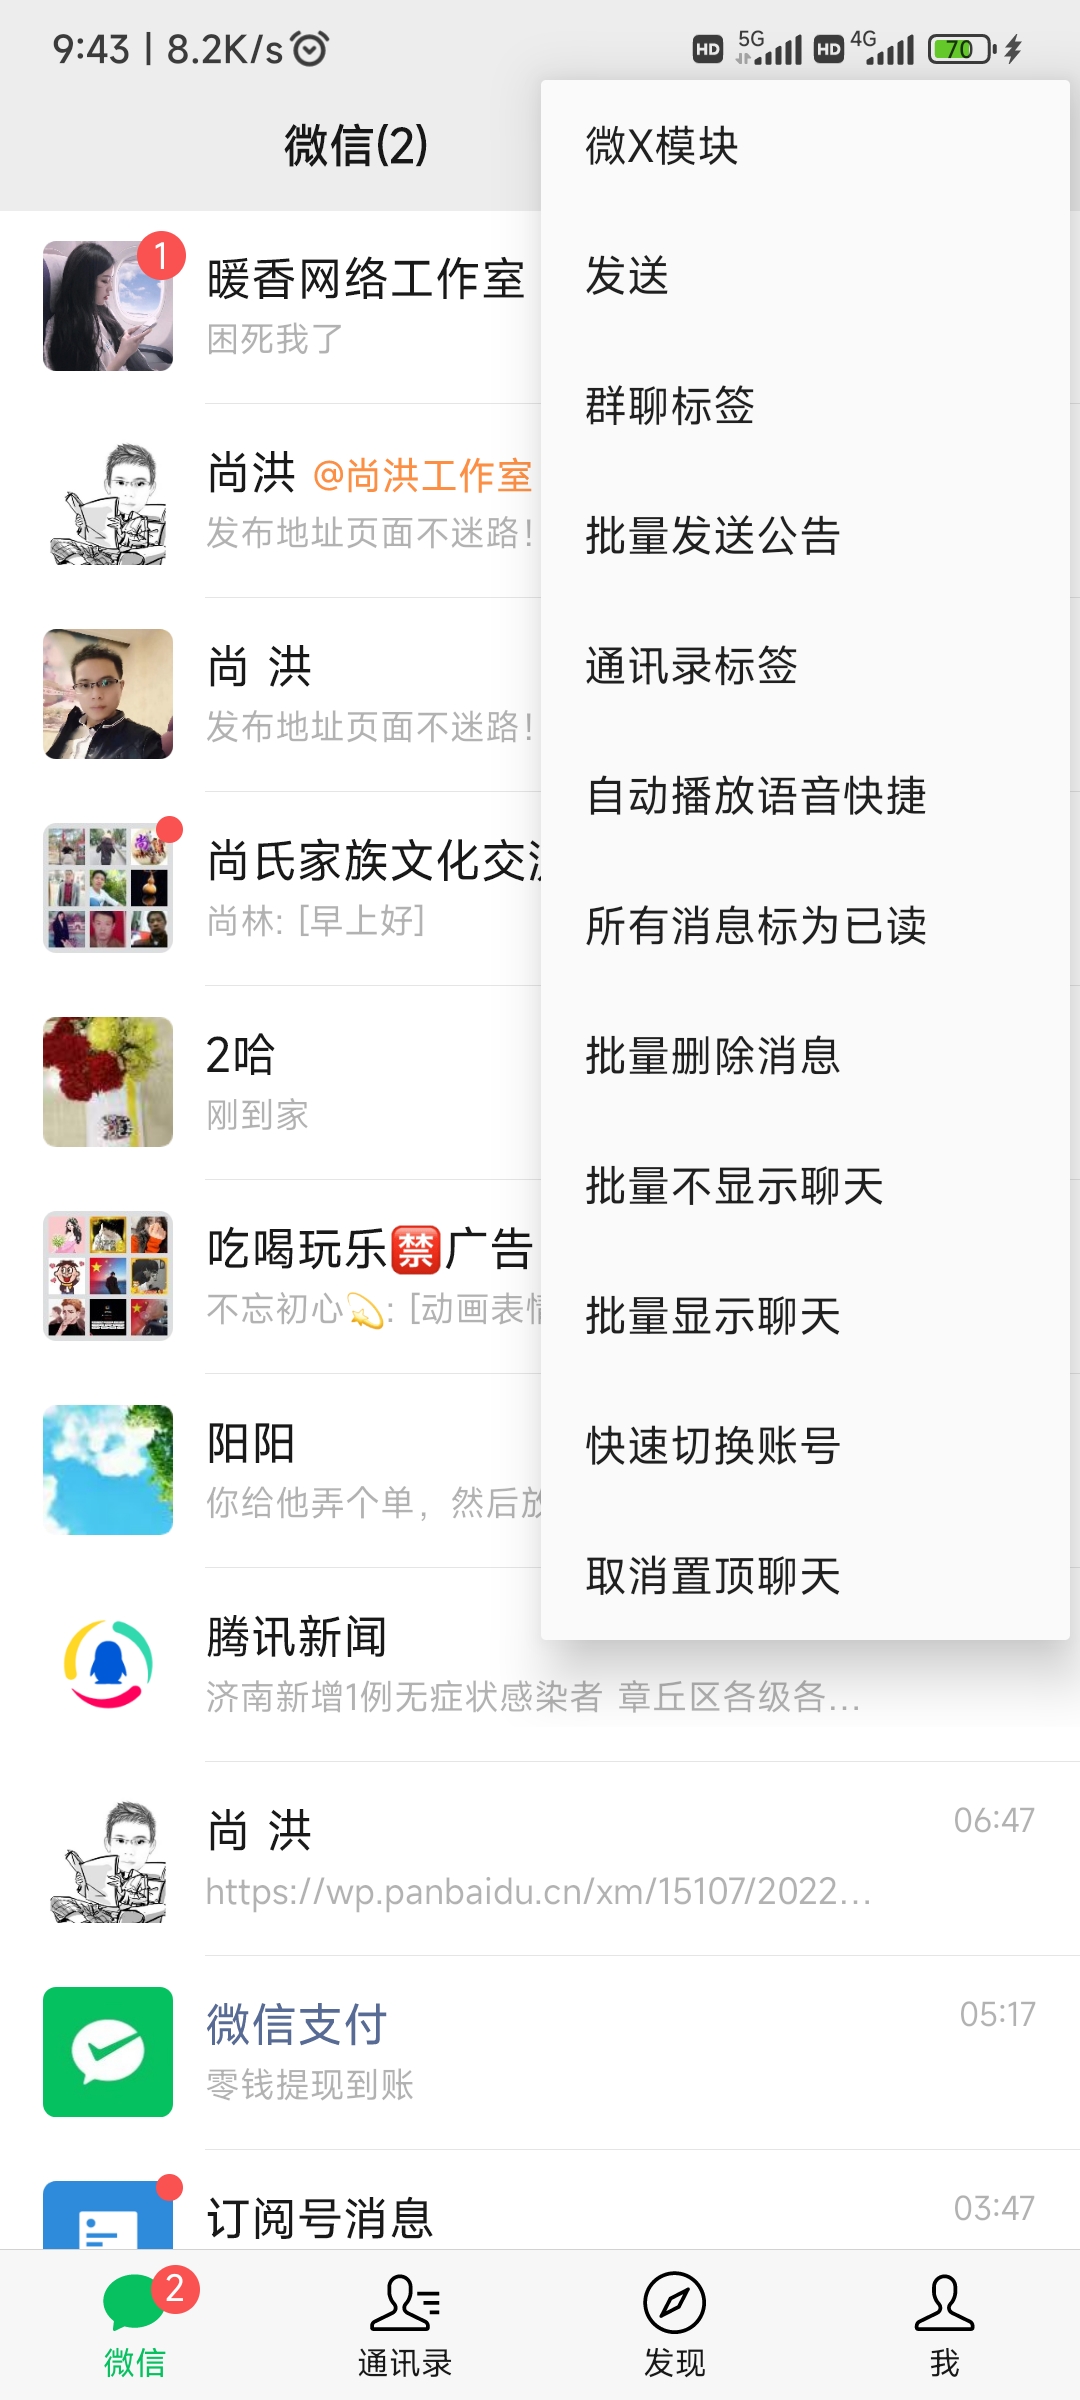 9:43 | 8.2K/s
HD 5G HD 4G 70
微信(2)
微X模块
发送
群聊标签
批量发送公告
通讯录标签
自动播放语音快捷
所有消息标为已读
批量删除消息
批量不显示聊天
批量显示聊天
快速切换账号
取消置顶聊天
1
暖香网络工作室
困死我了
尚洪 @尚洪工作室
发布地址页面不迷路!
尚 洪
发布地址页面不迷路!
尚氏家族文化交
尚林: [早上好]
2哈
刚到家
吃喝玩乐🈲广告
不忘初心💫: [动画表
阳阳
你给他弄个单，然后
腾讯新闻
济南新增1例无症状感染者 章丘区各级各...
尚 洪
06:47
https://wp.panbaidu.cn/xm/15107/2022...
微信支付
05:17
零钱提现到账
订阅号消息
03:47
2
微信
通讯录
发现
我